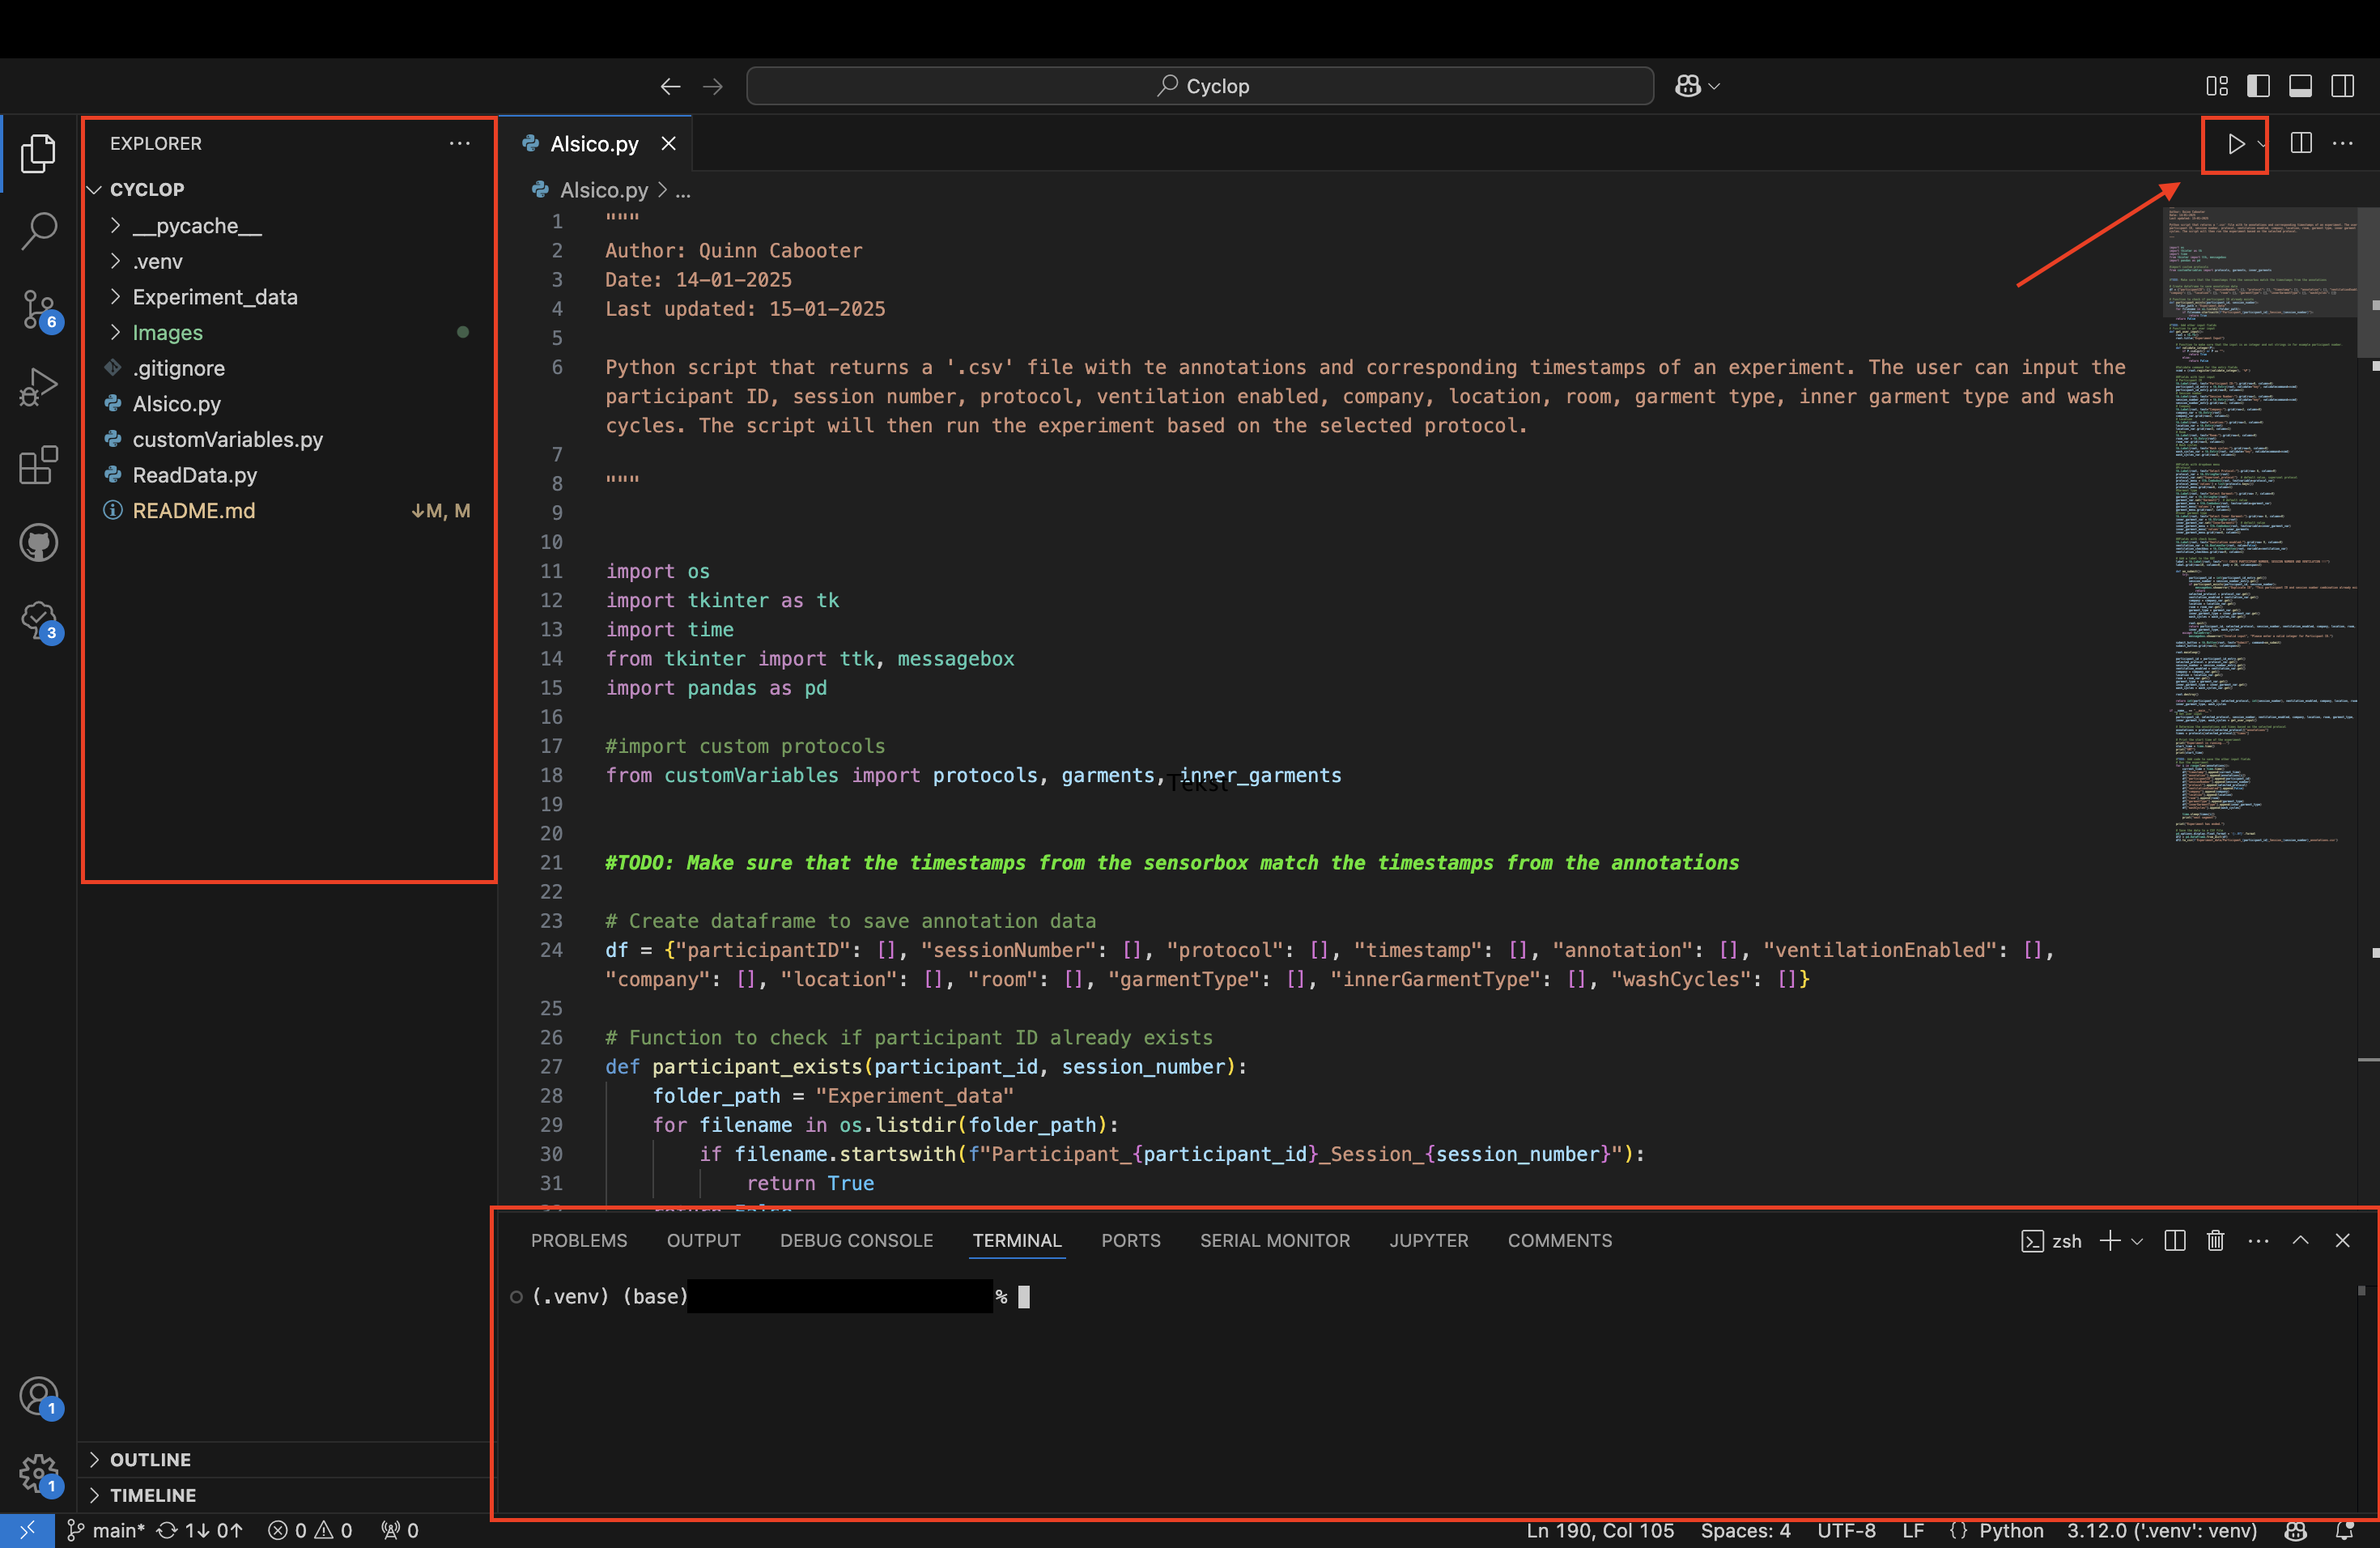 Cyclop
EXPLORER
CYCLOP
__pycache__
.venv
Experiment_data
Images
.gitignore
Alsico.py
customVariables.py
ReadData.py
README.md ↓M, M
OUTLINE
TIMELINE
6
3
1
1
Alsico.py
Alsico.py > ...
1 """
2 Author: Quinn Cabooter
3 Date: 14-01-2025
4 Last updated: 15-01-2025
5
6 Python script that returns a '.csv' file with te annotations and corresponding timestamps of an experiment. The user can input the
participant ID, session number, protocol, ventilation enabled, company, location, room, garment type, inner garment type and wash
cycles. The script will then run the experiment based on the selected protocol.
7
8 """
9
10
11 import os
12 import tkinter as tk
13 import time
14 from tkinter import ttk, messagebox
15 import pandas as pd
16
17 #import custom protocols
18 from customVariables import protocols, garments, inner_garments
Tekst
19
20
21 #TODO: Make sure that the timestamps from the sensorbox match the timestamps from the annotations
22
23 # Create dataframe to save annotation data
24 df = {"participantID": [], "sessionNumber": [], "protocol": [], "timestamp": [], "annotation": [], "ventilationEnabled": [],
"company": [], "location": [], "room": [], "garmentType": [], "innerGarmentType": [], "washCycles": []}
25
26 # Function to check if participant ID already exists
27 def participant_exists(participant_id, session_number):
28 folder_path = "Experiment_data"
29 for filename in os.listdir(folder_path):
30 if filename.startswith(f"Participant_{participant_id}_Session_{session_number}"):
31 return True
32 return False
PROBLEMS OUTPUT DEBUG CONSOLE TERMINAL PORTS SERIAL MONITOR JUPYTER COMMENTS zsh
(.venv) (base) %
main* 1↓ 0↑ 0 0 0 Ln 190, Col 105 Spaces: 4 UTF-8 LF {} Python 3.12.0 ('.venv': venv)